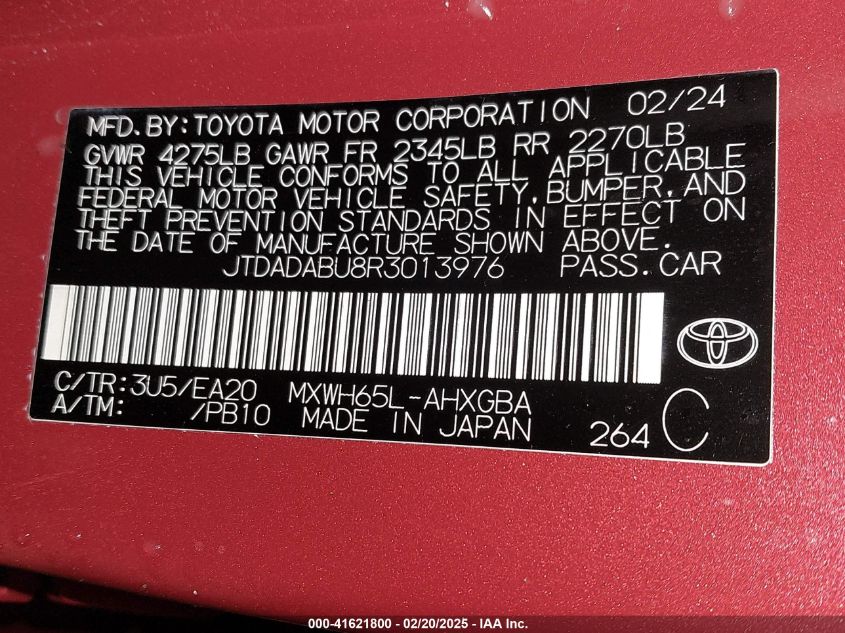 MFD.BY:TOYOTA MOTOR CORPORATION 02/24
GVWR 4275LB GAWR FR 2345LB RR 2270LB
THIS VEHICLE CONFORMS TO ALL APPLICABLE
FEDERAL MOTOR VEHICLE SAFETY,BUMPER,AND
THEFT PREVENTION STANDARDS IN EFFECT ON
THE DATE OF MANUFACTURE SHOWN ABOVE.
JTDADABU8R3013976 PASS.CAR
C/TR:3U5/EA20 MXWH65L-AHXGBA
A/TM: /PB10 MADE IN JAPAN 264 C
000-41621800 - 02/20/2025 - IAA Inc.